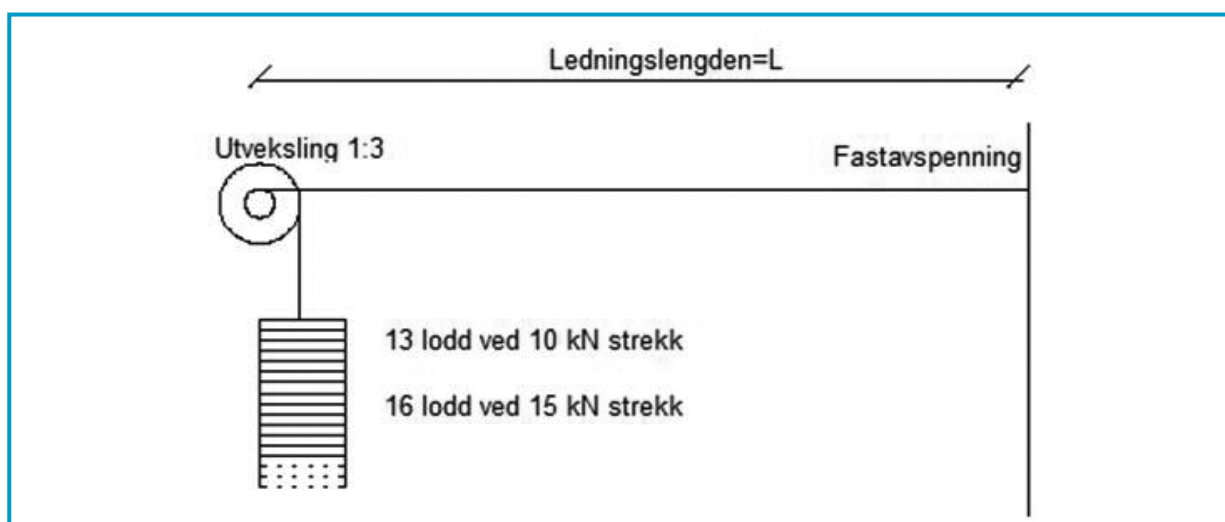 Ledningslengden=L
Utveksling 1:3
Fastavspenning
13 lodd ved 10 kN strekk
16 lodd ved 15 kN strekk